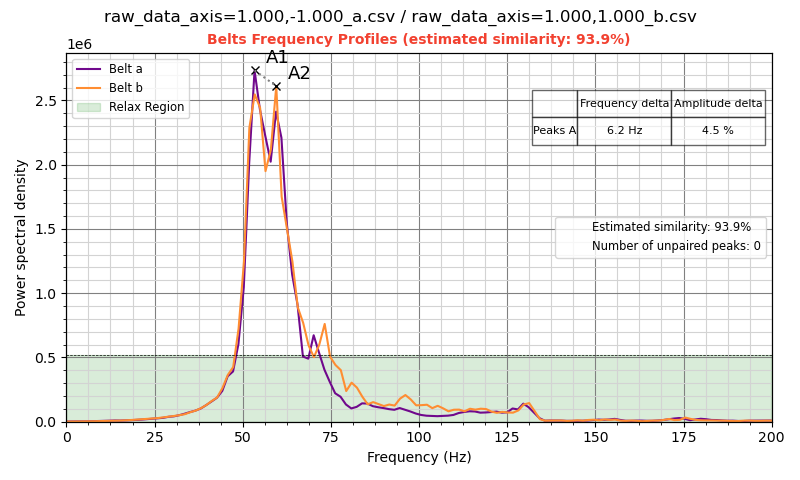 raw_data_axis=1.000,-1.000_a.csv / raw_data_axis=1.000,1.000_b.csv
Belts Frequency Profiles (estimated similarity: 93.9%)
1e6
A1
A2
Belt a
Belt b
Relax Region
Frequency delta Amplitude delta
Peaks A 6.2 Hz 4.5 %
Estimated similarity: 93.9%
Number of unpaired peaks: 0
Power spectral density
2.5
2.0
1.5
1.0
0.5
0.0
0 25 50 75 100 125 150 175 200
Frequency (Hz)